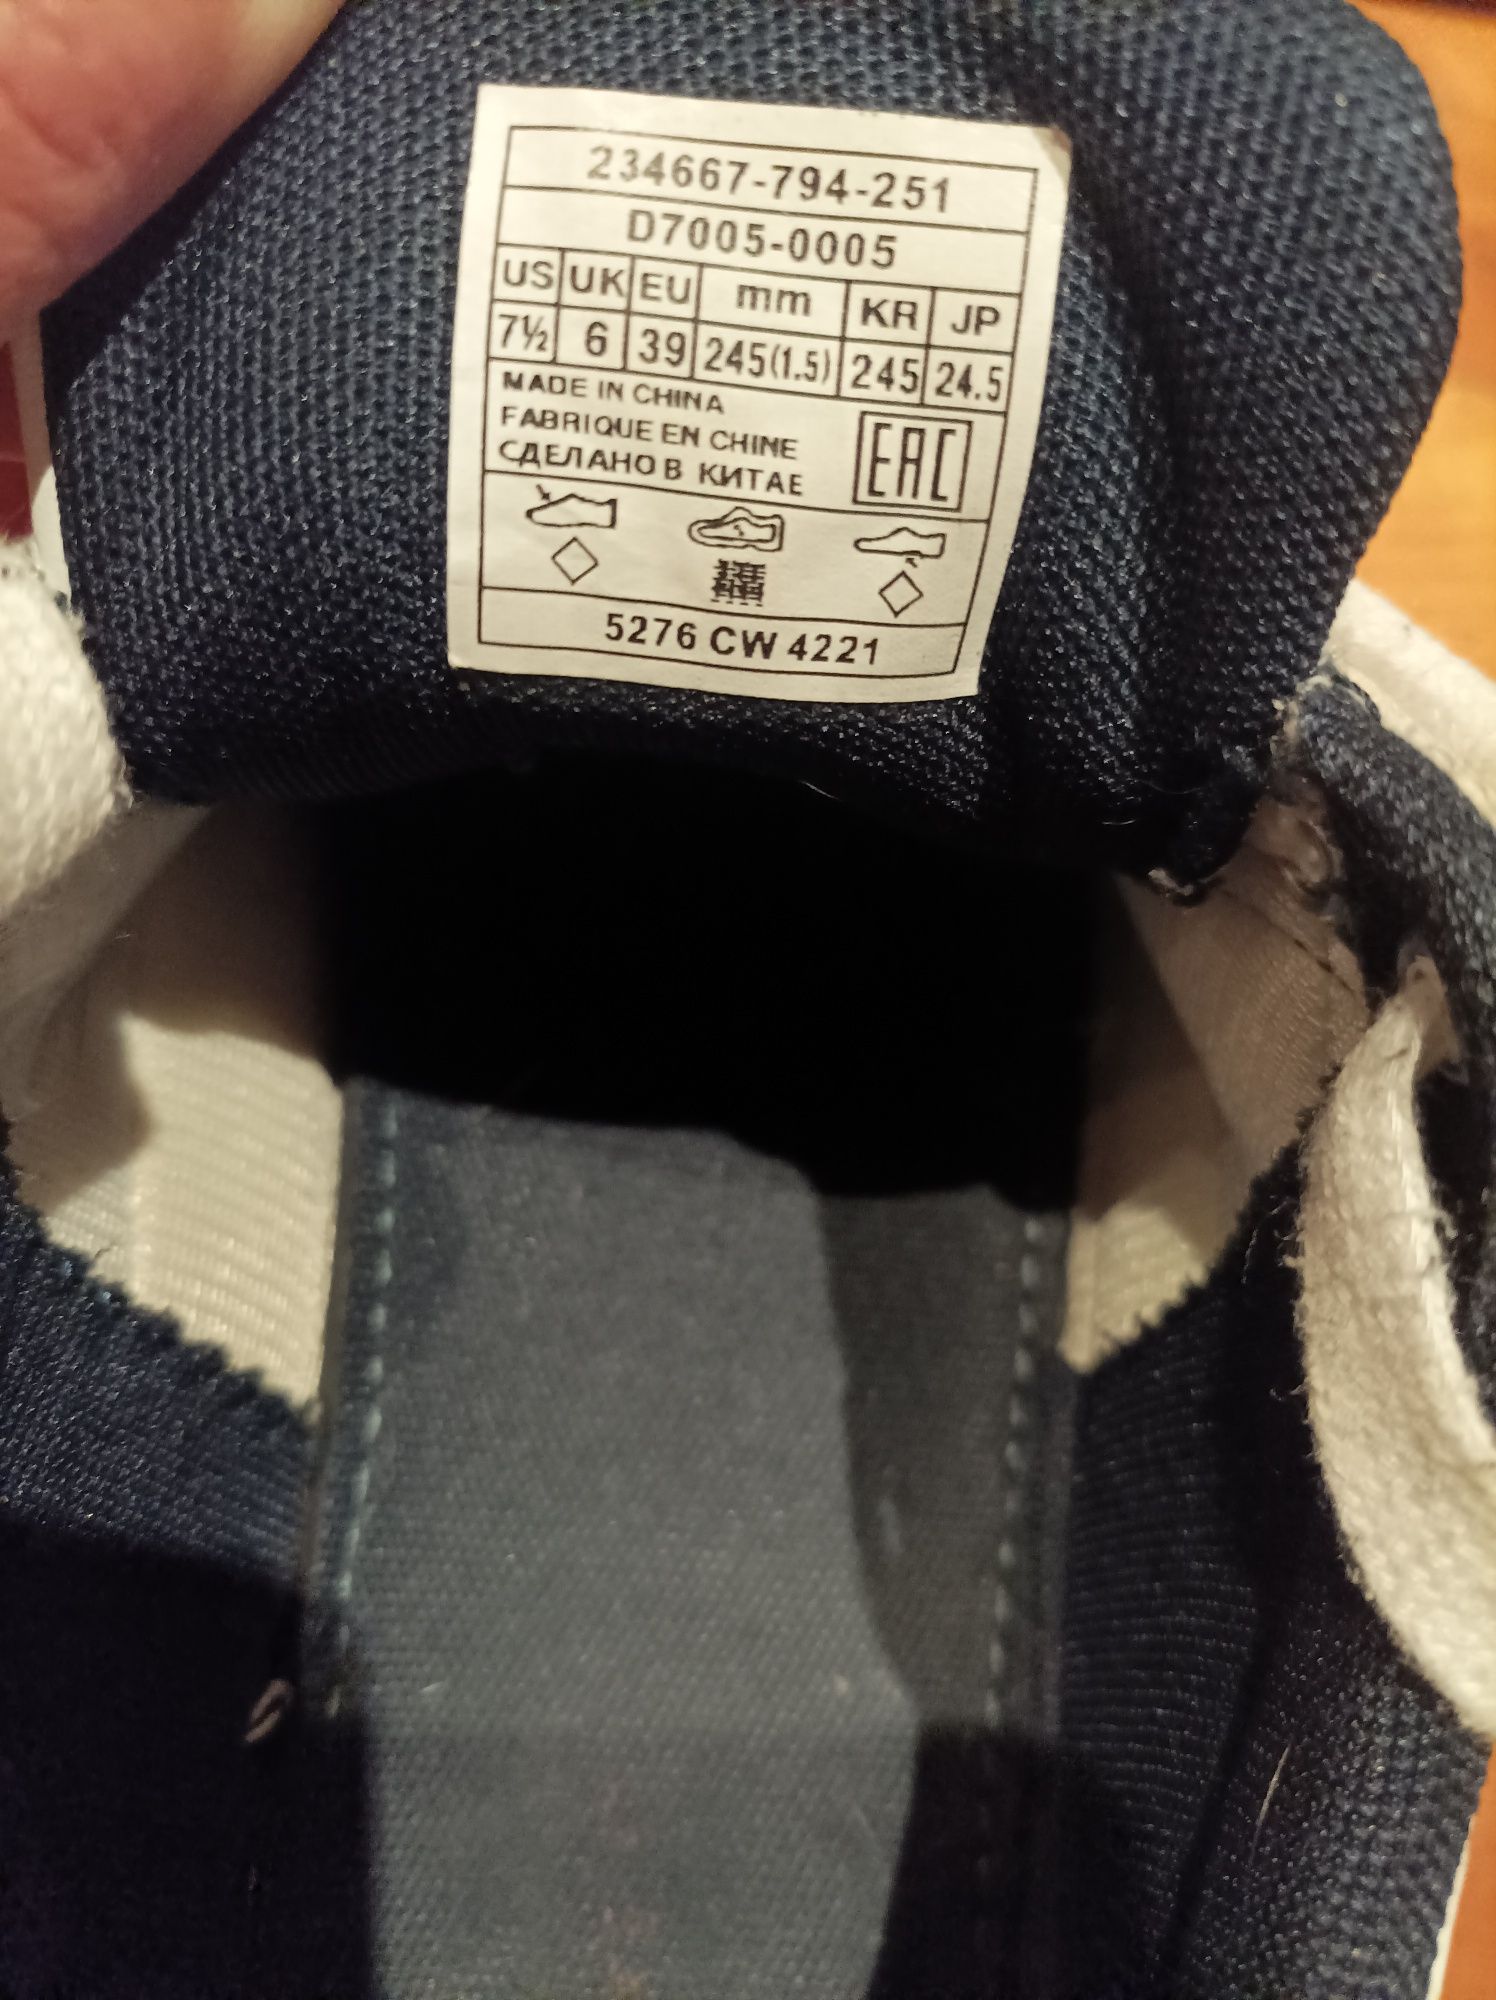 234667-794-251
D7005-0005
US UK EU mm KR JP
7½ 6 39 245(1.5) 245 24.5
MADE IN CHINA
FABRIQUE EN CHINE
СДЕЛАНО В КИТАЕ
EAC
5276 CW 4221